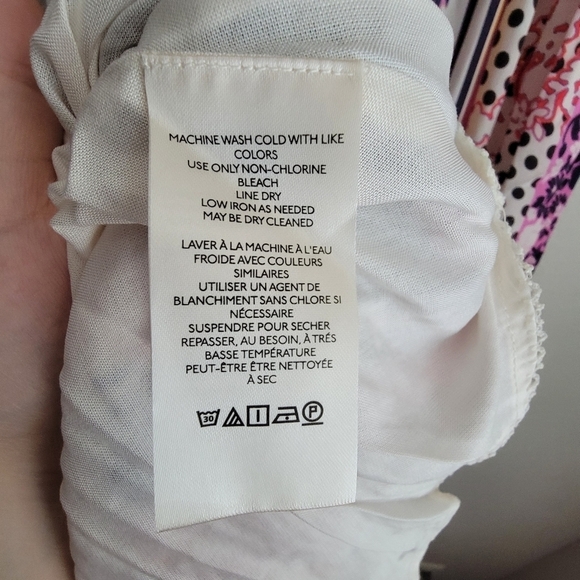 MACHINE WASH COLD WITH LIKE
COLORS
USE ONLY NON-CHLORINE
BLEACH
LINE DRY
LOW IRON AS NEEDED
MAY BE DRY CLEANED
LAVER À LA MACHINE À L'EAU
FROIDE AVEC COULEURS
SIMILAIRES
UTILISER UN AGENT DE
BLANCHIMENT SANS CHLORE SI
NÉCESSAIRE
SUSPENDRE POUR SECHER
REPASSER, AU BESOIN, À TRÉS
BASSE TEMPÉRATURE
PEUT-ÊTRE ÊTRE NETTOYÉE
À SEC
30 P